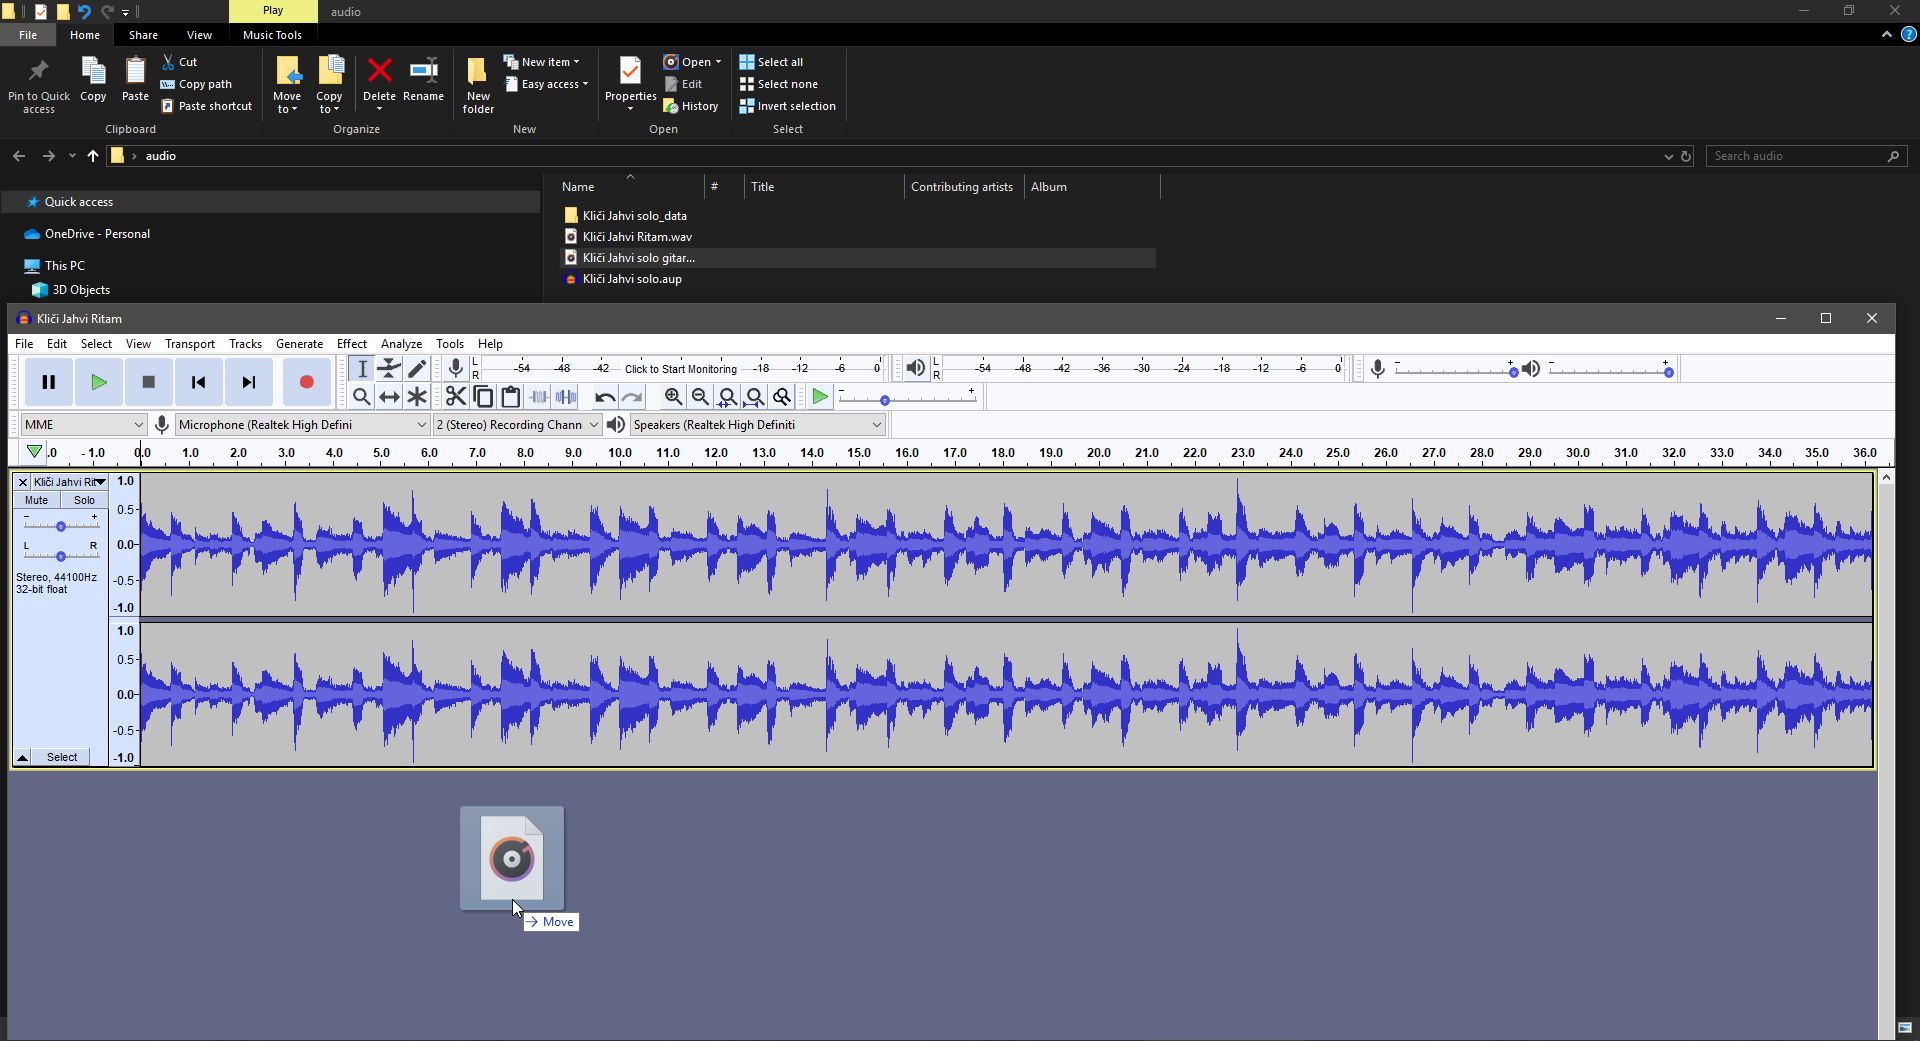 Play
audio
File Home Share View Music Tools
Pin to Quick access
Copy
Paste
Cut
Copy path
Paste shortcut
Clipboard
Move to
Copy to
Delete
Rename
Organize
New folder
New item
Easy access
New
Properties
Open
Edit
History
Open
Select all
Select none
Invert selection
Select
audio
Search audio
Name # Title Contributing artists Album
Quick access
OneDrive - Personal
This PC
3D Objects
Kliči Jahvi solo_data
Kliči Jahvi Ritam.wav
Kliči Jahvi solo gitar...
Kliči Jahvi solo.aup
Kliči Jahvi Ritam
File Edit Select View Transport Tracks Generate Effect Analyze Tools Help
L R -54 -48 -42 Click to Start Monitoring -18 -12 -6 0
L R -54 -48 -42 -36 -30 -24 -18 -12 -6 0
- + - +
- +
MME Microphone (Realtek High Defini 2 (Stereo) Recording Chann Speakers (Realtek High Definiti
.0 - 1.0 0.0 1.0 2.0 3.0 4.0 5.0 6.0 7.0 8.0 9.0 10.0 11.0 12.0 13.0 14.0 15.0 16.0 17.0 18.0 19.0 20.0 21.0 22.0 23.0 24.0 25.0 26.0 27.0 28.0 29.0 30.0 31.0 32.0 33.0 34.0 35.0 36.0
Kliči Jahvi Rit
Mute Solo
- +
L R
Stereo, 44100Hz
32-bit float
Select
1.0
0.5
0.0
-0.5
-1.0
1.0
0.5
0.0
-0.5
-1.0
Move